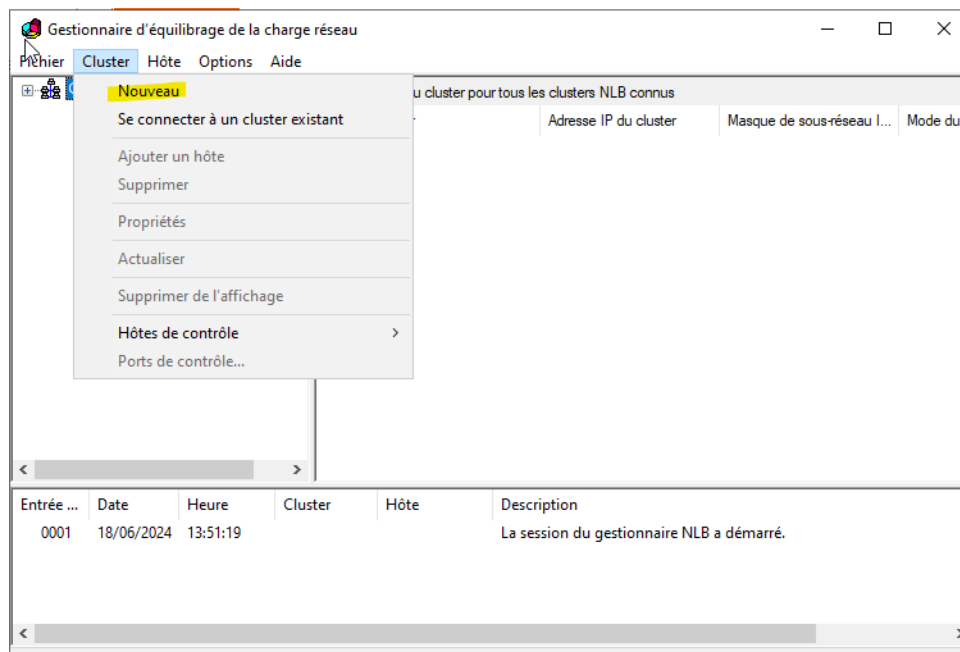 Gestionnaire d'équilibrage de la charge réseau
Fichier Cluster Hôte Options Aide
Nouveau
Se connecter à un cluster existant
Ajouter un hôte
Supprimer
Propriétés
Actualiser
Supprimer de l'affichage
Hôtes de contrôle
Ports de contrôle...
u cluster pour tous les clusters NLB connus
Adresse IP du cluster Masque de sous-réseau I... Mode du
Entrée ... Date Heure Cluster Hôte Description
0001 18/06/2024 13:51:19 La session du gestionnaire NLB a démarré.